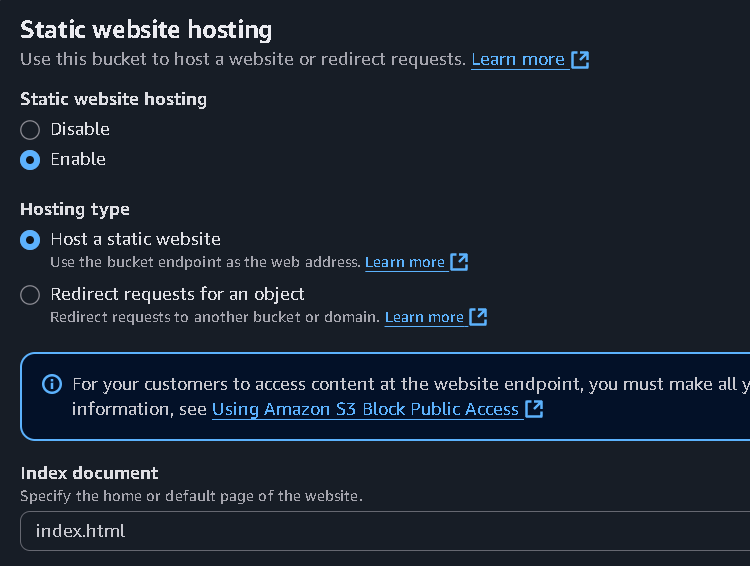 Static website hosting
Use this bucket to host a website or redirect requests. Learn more
Static website hosting
Disable
Enable
Hosting type
Host a static website
Use the bucket endpoint as the web address. Learn more
Redirect requests for an object
Redirect requests to another bucket or domain. Learn more
For your customers to access content at the website endpoint, you must make all
information, see Using Amazon S3 Block Public Access
Index document
Specify the home or default page of the website.
index.html